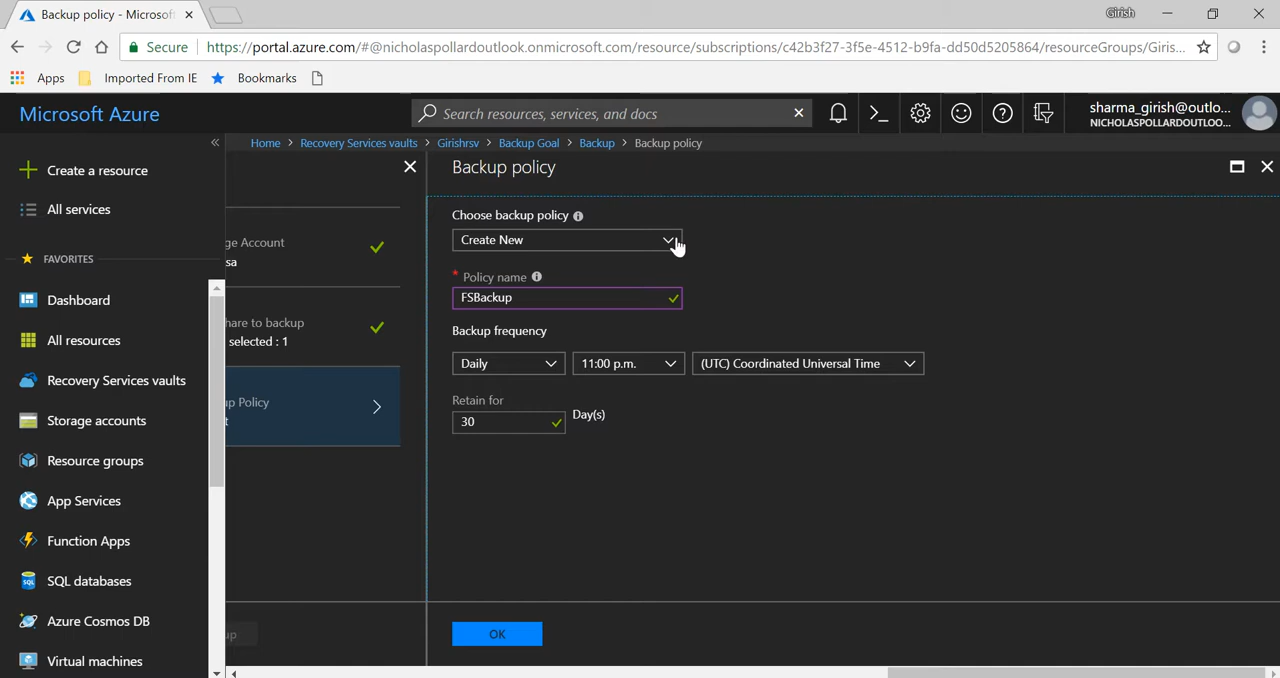 Backup policy - Microsof
Girish
Secure
https://portal.azure.com/#@nicholaspollardoutlook.onmicrosoft.com/resource/subscriptions/c42b3f27-3f5e-4512-b9fa-dd50d5205864/resourceGroups/Giris...
Apps
Imported From IE
Bookmarks
Microsoft Azure
Search resources, services, and docs
sharma_girish@outlo...
NICHOLASPOLLARDOUTLOO...
Home > Recovery Services vaults > Girishrsv > Backup Goal > Backup > Backup policy
Create a resource
All services
FAVORITES
Dashboard
All resources
Recovery Services vaults
Storage accounts
Resource groups
App Services
Function Apps
SQL
SQL databases
Azure Cosmos DB
Virtual machines
ge Account
sa
hare to backup
selected : 1
p Policy
t
up
Backup policy
Choose backup policy
Create New
* Policy name
FSBackup
Backup frequency
Daily
11:00 p.m.
(UTC) Coordinated Universal Time
Retain for
30
Day(s)
OK